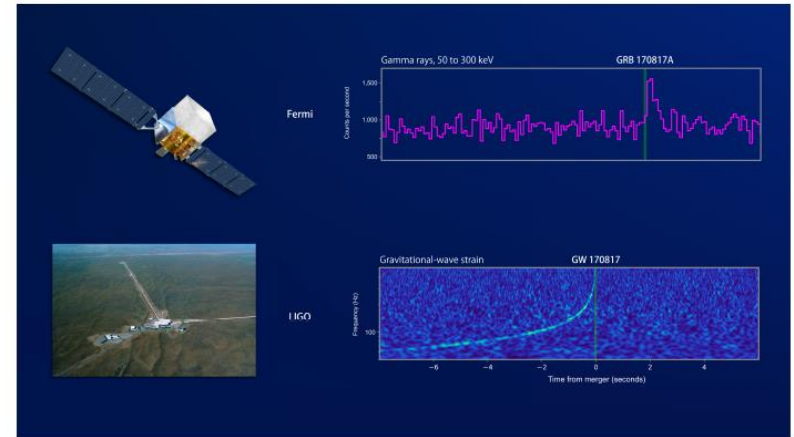 Gamma rays, 50 to 300 keV
GRB 170817A
Fermi
Counts per second
1,500
1,000
500
LIGO
Gravitational-wave strain
GW 170817
Frequency (Hz)
100
−6 −4 −2 0 2 4
Time from merger (seconds)